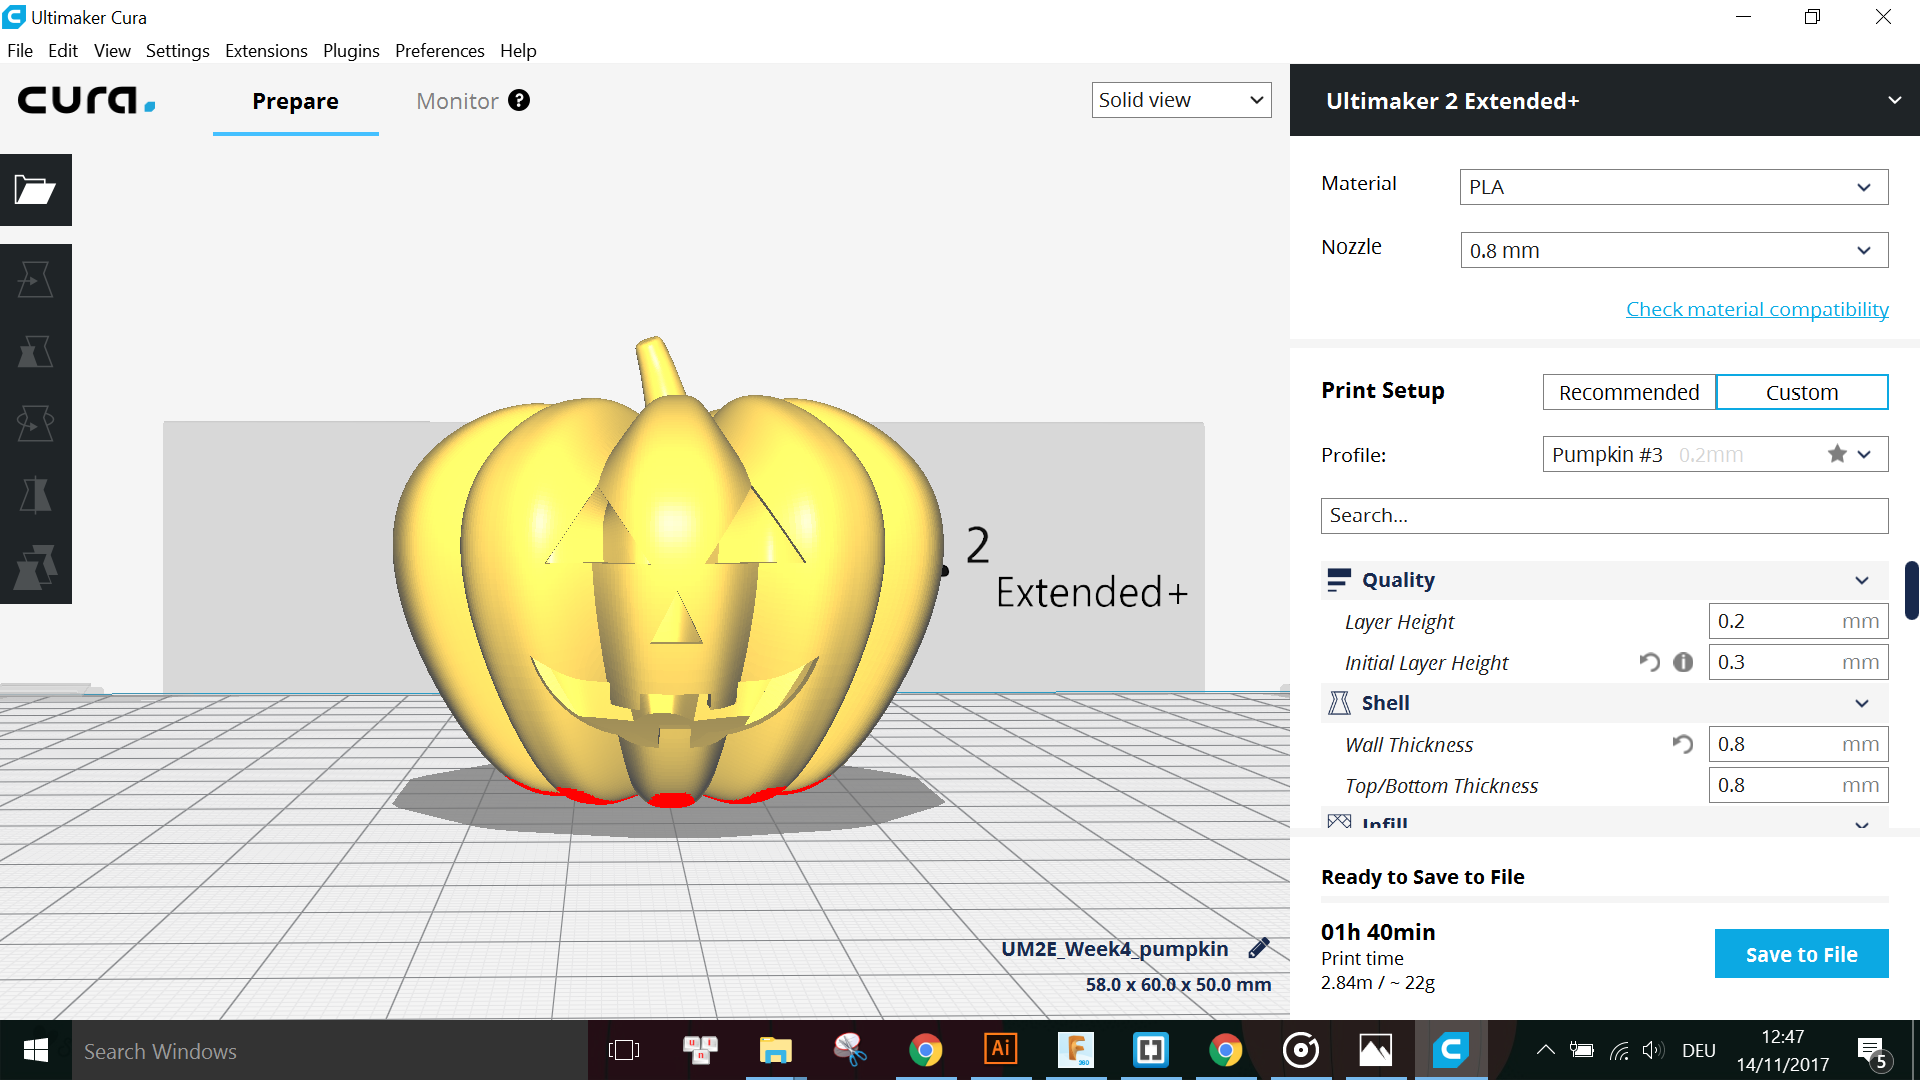 Ultimaker Cura
File Edit View Settings Extensions Plugins Preferences Help
cura.
Prepare
Monitor ?
Solid view
Ultimaker 2 Extended+
Material
PLA
Nozzle
0.8 mm
Check material compatibility
Print Setup
Recommended
Custom
Profile:
Pumpkin #3 0.2mm
Search...
Quality
Layer Height
0.2 mm
Initial Layer Height
0.3 mm
Shell
Wall Thickness
0.8 mm
Top/Bottom Thickness
0.8 mm
Infill
2
Extended+
UM2E_Week4_pumpkin
58.0 x 60.0 x 50.0 mm
Ready to Save to File
01h 40min
Print time
2.84m / ~ 22g
Save to File
Search Windows
u i n
Ai
F
360
DEU
12:47
14/11/2017
5